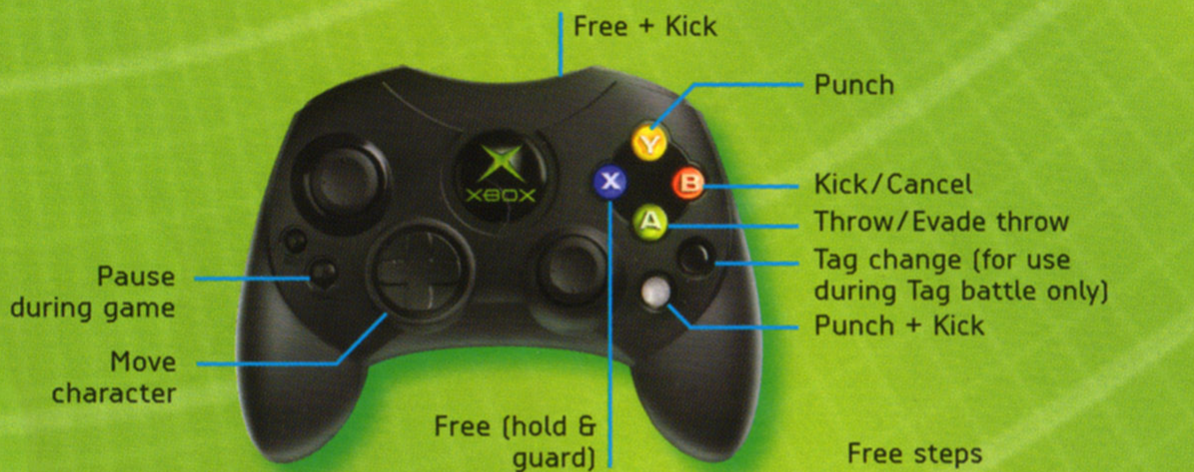 Free + Kick
Punch
Y
X
B
A
XBOX
Kick/Cancel
Throw/Evade throw
Tag change (for use
during Tag battle only)
Punch + Kick
Pause
during game
Move
character
Free (hold &
guard)
Free steps